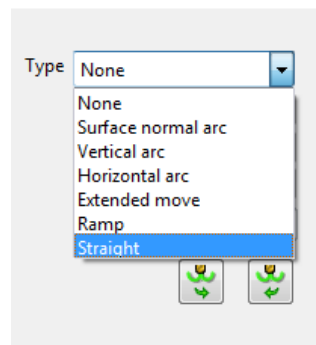 Type None
None
Surface normal arc
Vertical arc
Horizontal arc
Extended move
Ramp
Straight